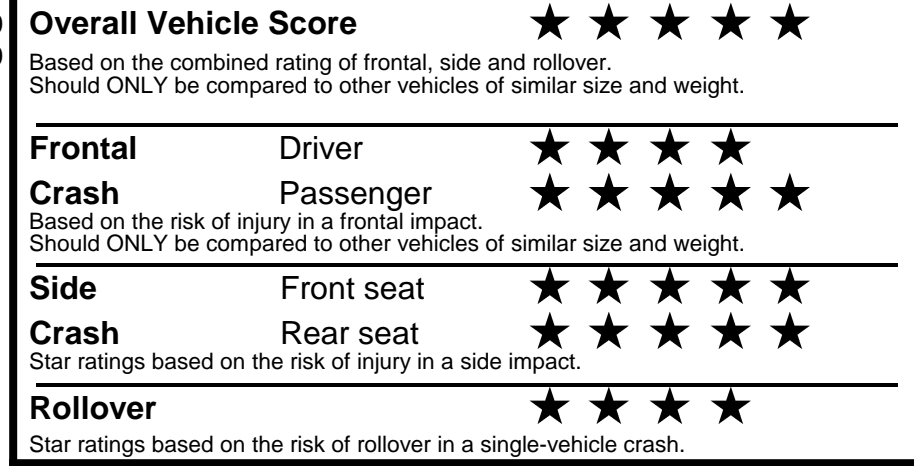 Overall Vehicle Score ★ ★ ★ ★ ★
Based on the combined rating of frontal, side and rollover.
Should ONLY be compared to other vehicles of similar size and weight.
Frontal Driver ★ ★ ★ ★
Crash Passenger ★ ★ ★ ★ ★
Based on the risk of injury in a frontal impact.
Should ONLY be compared to other vehicles of similar size and weight.
Side Front seat ★ ★ ★ ★ ★
Crash Rear seat ★ ★ ★ ★ ★
Star ratings based on the risk of injury in a side impact.
Rollover ★ ★ ★ ★
Star ratings based on the risk of rollover in a single-vehicle crash.